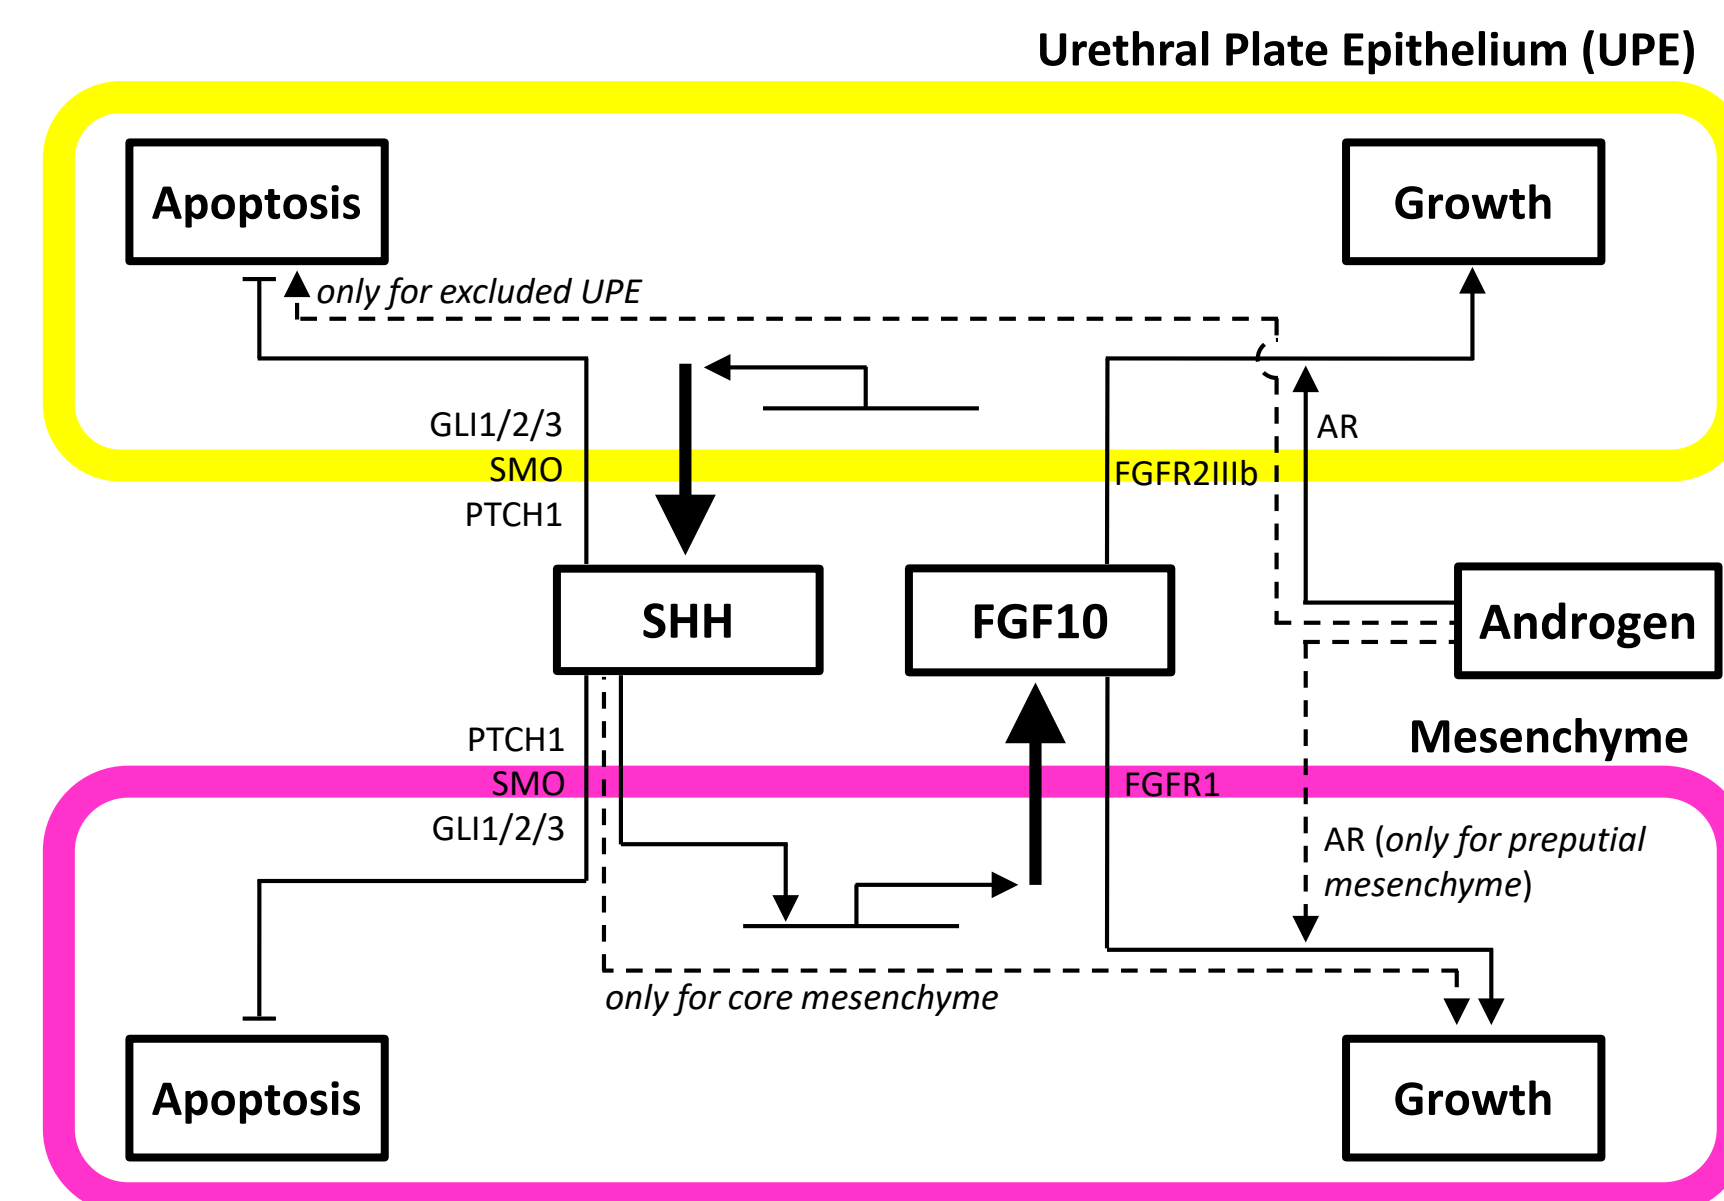 Urethral Plate Epithelium (UPE)
Apoptosis
Growth
only for excluded UPE
GLI1/2/3
SMO
PTCH1
AR
FGFR2IIIb
SHH
FGF10
Androgen
Mesenchyme
PTCH1
SMO
GLI1/2/3
FGFR1
AR (only for preputial
mesenchyme)
only for core mesenchyme
Apoptosis
Growth